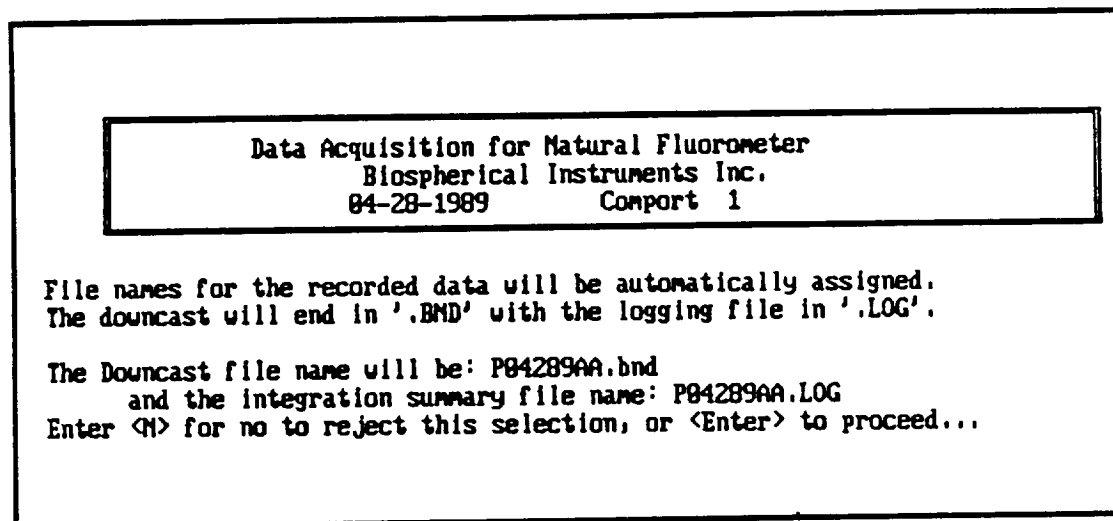 Data Acquisition for Natural Fluorometer
Biospherical Instruments Inc.
04-28-1989 Comport 1
File names for the recorded data will be automatically assigned.
The downcast will end in '.BND' with the logging file in '.LOG'.
The Downcast file name will be: P04289AA.bnd
and the integration summary file name: P04289AA.LOG
Enter <N> for no to reject this selection, or <Enter> to proceed...